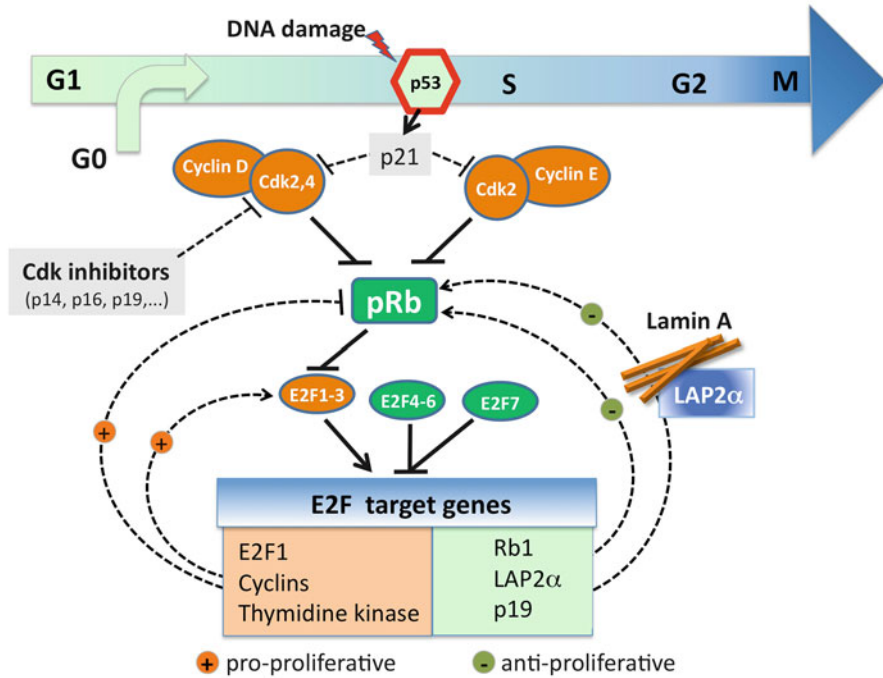 DNA damage
G1
p53
S
G2
M
G0
p21
Cyclin D
Cdk2,4
Cdk2
Cyclin E
Cdk inhibitors
(p14, p16, p19,...)
pRb
-
Lamin A
LAP2α
E2F1-3
E2F4-6
E2F7
-
+
+
E2F target genes
E2F1
Cyclins
Thymidine kinase
Rb1
LAP2α
p19
+ pro-proliferative
- anti-proliferative